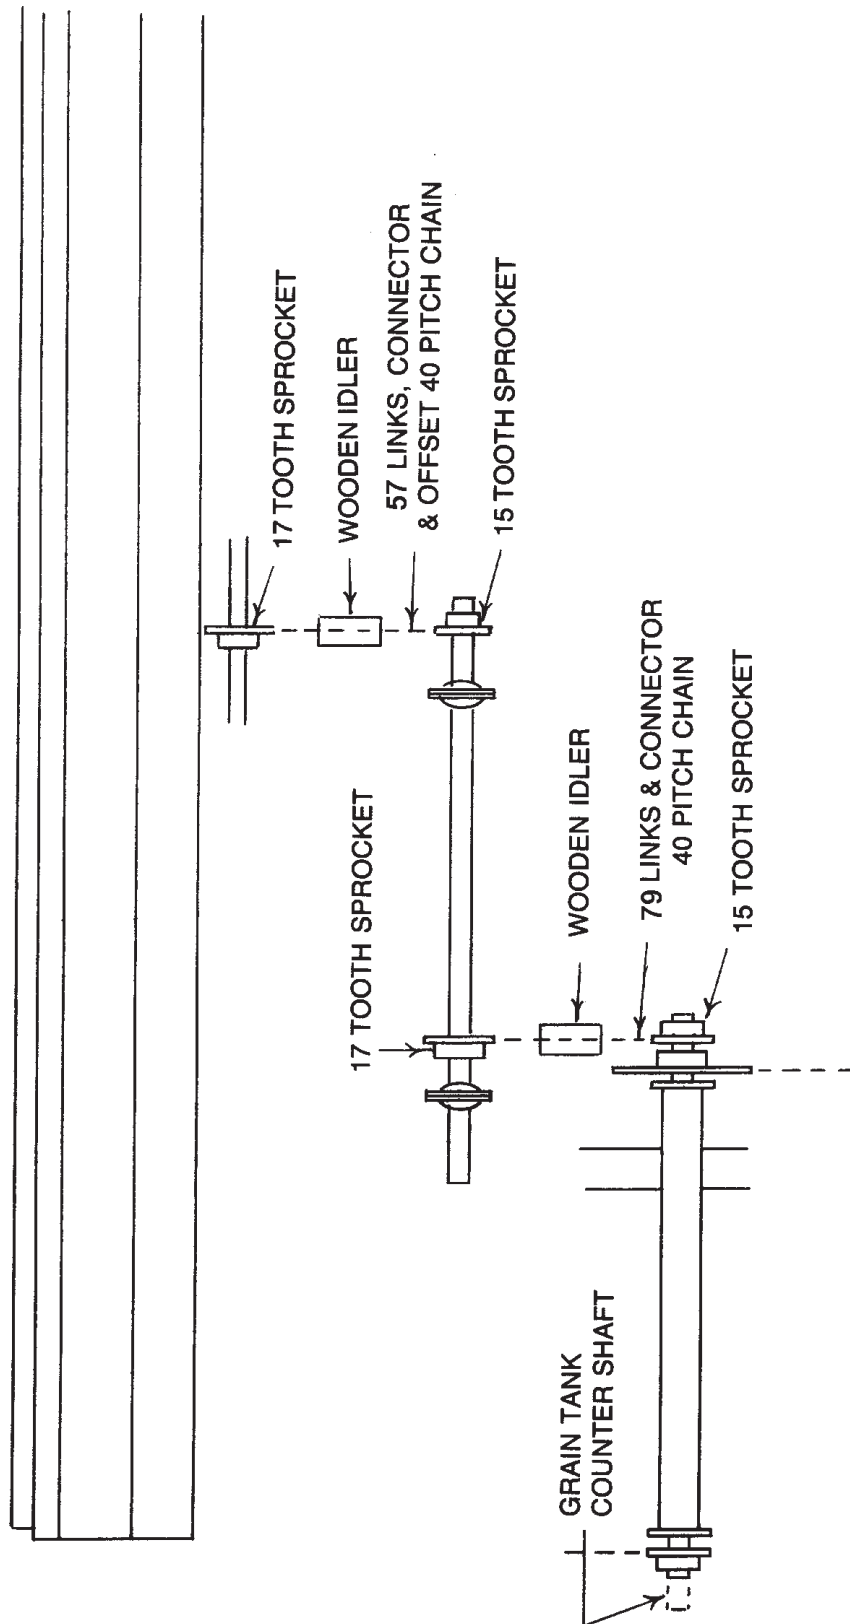 17 TOOTH SPROCKET
WOODEN IDLER
57 LINKS, CONNECTOR
& OFFSET 40 PITCH CHAIN
15 TOOTH SPROCKET
17 TOOTH SPROCKET
WOODEN IDLER
79 LINKS & CONNECTOR
40 PITCH CHAIN
15 TOOTH SPROCKET
GRAIN TANK
COUNTER SHAFT